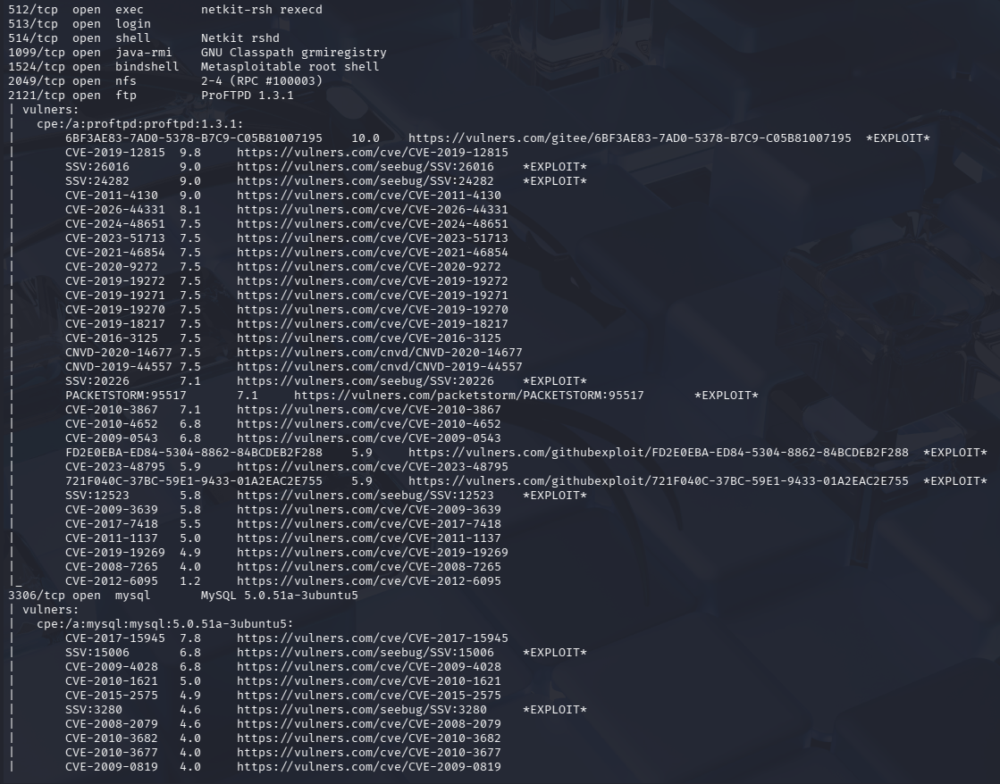 512/tcp  open  exec        netkit-rsh rexecd
513/tcp  open  login
514/tcp  open  shell       Netkit rshd
1099/tcp open  java-rmi    GNU Classpath grmiregistry
1524/tcp open  bindshell   Metasploitable root shell
2049/tcp open  nfs         2-4 (RPC #100003)
2121/tcp open  ftp         ProFTPD 1.3.1
| vulners:
|   cpe:/a:proftpd:proftpd:1.3.1:
|       6BF3AE83-7AD0-5378-B7C9-C05B81007195    10.0    https://vulners.com/gitee/6BF3AE83-7AD0-5378-B7C9-C05B81007195  *EXPLOIT*
|       CVE-2019-12815  9.8     https://vulners.com/cve/CVE-2019-12815
|       SSV:26016       9.0     https://vulners.com/seebug/SSV:26016    *EXPLOIT*
|       SSV:24282       9.0     https://vulners.com/seebug/SSV:24282    *EXPLOIT*
|       CVE-2011-4130   9.0     https://vulners.com/cve/CVE-2011-4130
|       CVE-2026-44331  8.1     https://vulners.com/cve/CVE-2026-44331
|       CVE-2024-48651  7.5     https://vulners.com/cve/CVE-2024-48651
|       CVE-2023-51713  7.5     https://vulners.com/cve/CVE-2023-51713
|       CVE-2021-46854  7.5     https://vulners.com/cve/CVE-2021-46854
|       CVE-2020-9272   7.5     https://vulners.com/cve/CVE-2020-9272
|       CVE-2019-19272  7.5     https://vulners.com/cve/CVE-2019-19272
|       CVE-2019-19271  7.5     https://vulners.com/cve/CVE-2019-19271
|       CVE-2019-19270  7.5     https://vulners.com/cve/CVE-2019-19270
|       CVE-2019-18217  7.5     https://vulners.com/cve/CVE-2019-18217
|       CVE-2016-3125   7.5     https://vulners.com/cve/CVE-2016-3125
|       CNVD-2020-14677 7.5     https://vulners.com/cnvd/CNVD-2020-14677
|       CNVD-2019-44557 7.5     https://vulners.com/cnvd/CNVD-2019-44557
|       SSV:20226       7.1     https://vulners.com/seebug/SSV:20226    *EXPLOIT*
|       PACKETSTORM:95517       7.1     https://vulners.com/packetstorm/PACKETSTORM:95517       *EXPLOIT*
|       CVE-2010-3867   7.1     https://vulners.com/cve/CVE-2010-3867
|       CVE-2010-4652   6.8     https://vulners.com/cve/CVE-2010-4652
|       CVE-2009-0543   6.8     https://vulners.com/cve/CVE-2009-0543
|       FD2E0EBA-ED84-5304-8862-84BCDEB2F288    5.9     https://vulners.com/githubexploit/FD2E0EBA-ED84-5304-8862-84BCDEB2F288  *EXPLOIT*
|       CVE-2023-48795  5.9     https://vulners.com/cve/CVE-2023-48795
|       721F040C-37BC-59E1-9433-01A2EAC2E755    5.9     https://vulners.com/githubexploit/721F040C-37BC-59E1-9433-01A2EAC2E755  *EXPLOIT*
|       SSV:12523       5.8     https://vulners.com/seebug/SSV:12523    *EXPLOIT*
|       CVE-2009-3639   5.8     https://vulners.com/cve/CVE-2009-3639
|       CVE-2017-7418   5.5     https://vulners.com/cve/CVE-2017-7418
|       CVE-2011-1137   5.0     https://vulners.com/cve/CVE-2011-1137
|       CVE-2019-19269  4.9     https://vulners.com/cve/CVE-2019-19269
|       CVE-2008-7265   4.0     https://vulners.com/cve/CVE-2008-7265
|_      CVE-2012-6095   1.2     https://vulners.com/cve/CVE-2012-6095
3306/tcp open  mysql       MySQL 5.0.51a-3ubuntu5
| vulners:
|   cpe:/a:mysql:mysql:5.0.51a-3ubuntu5:
|       CVE-2017-15945  7.8     https://vulners.com/cve/CVE-2017-15945
|       SSV:15006       6.8     https://vulners.com/seebug/SSV:15006    *EXPLOIT*
|       CVE-2009-4028   6.8     https://vulners.com/cve/CVE-2009-4028
|       CVE-2010-1621   5.0     https://vulners.com/cve/CVE-2010-1621
|       CVE-2015-2575   4.9     https://vulners.com/cve/CVE-2015-2575
|       SSV:3280        4.6     https://vulners.com/seebug/SSV:3280     *EXPLOIT*
|       CVE-2008-2079   4.6     https://vulners.com/cve/CVE-2008-2079
|       CVE-2010-3682   4.0     https://vulners.com/cve/CVE-2010-3682
|       CVE-2010-3677   4.0     https://vulners.com/cve/CVE-2010-3677
|       CVE-2009-0819   4.0     https://vulners.com/cve/CVE-2009-0819